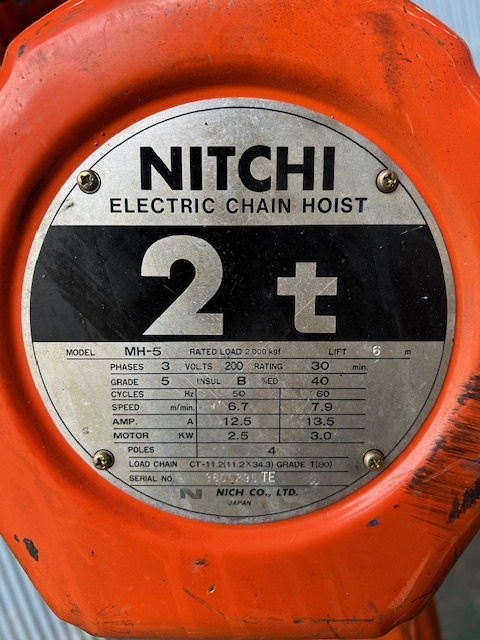 NITCHI
ELECTRIC CHAIN HOIST
2 t
MODEL MH-5 RATED LOAD 2,000 kgf LIFT 6 m
PHASES 3 VOLTS 200 RATING 30 min.
GRADE 5 INSUL B %ED 40
CYCLES Hz 50 60
SPEED m/min. 6.7 7.9
AMP. A 12.5 13.5
MOTOR KW 2.5 3.0
POLES 4
LOAD CHAIN CT-11.2(11.2×34.3) GRADE T(80)
SERIAL NO. TE
N NICH CO., LTD.
JAPAN